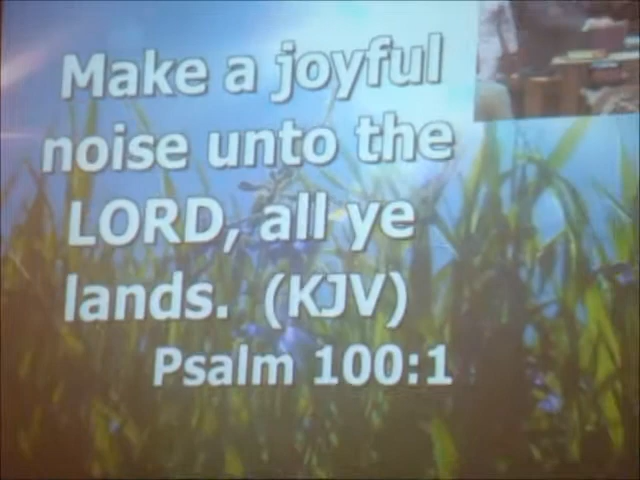 Make a joyful
noise unto the
LORD, all ye
lands. (KJV)
Psalm 100:1